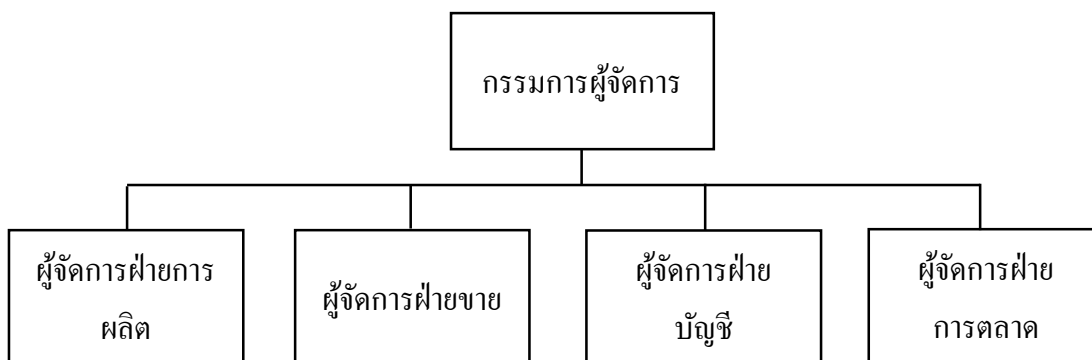 กรรมการผู้จัดการ
ผู้จัดการฝ่ายการ
ผลิต
ผู้จัดการฝ่ายขาย
ผู้จัดการฝ่าย
บัญชี
ผู้จัดการฝ่าย
การตลาด